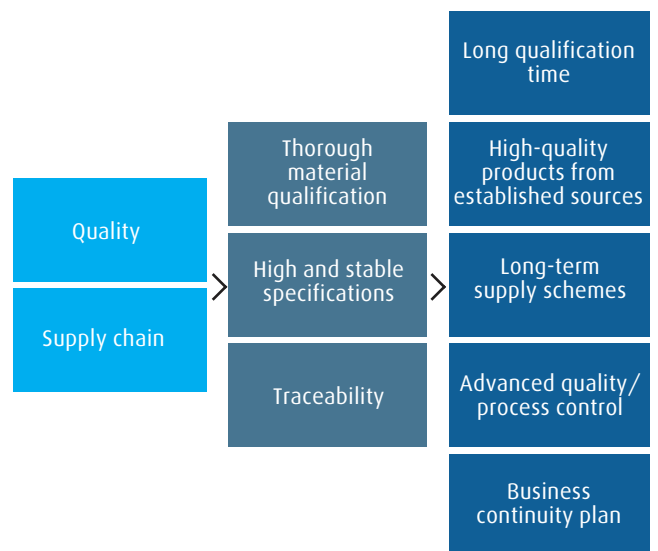 Quality
Supply chain
Thorough
material
qualification
High and stable
specifications
Traceability
Long qualification
time
High-quality
products from
established sources
Long-term
supply schemes
Advanced quality/
process control
Business
continuity plan